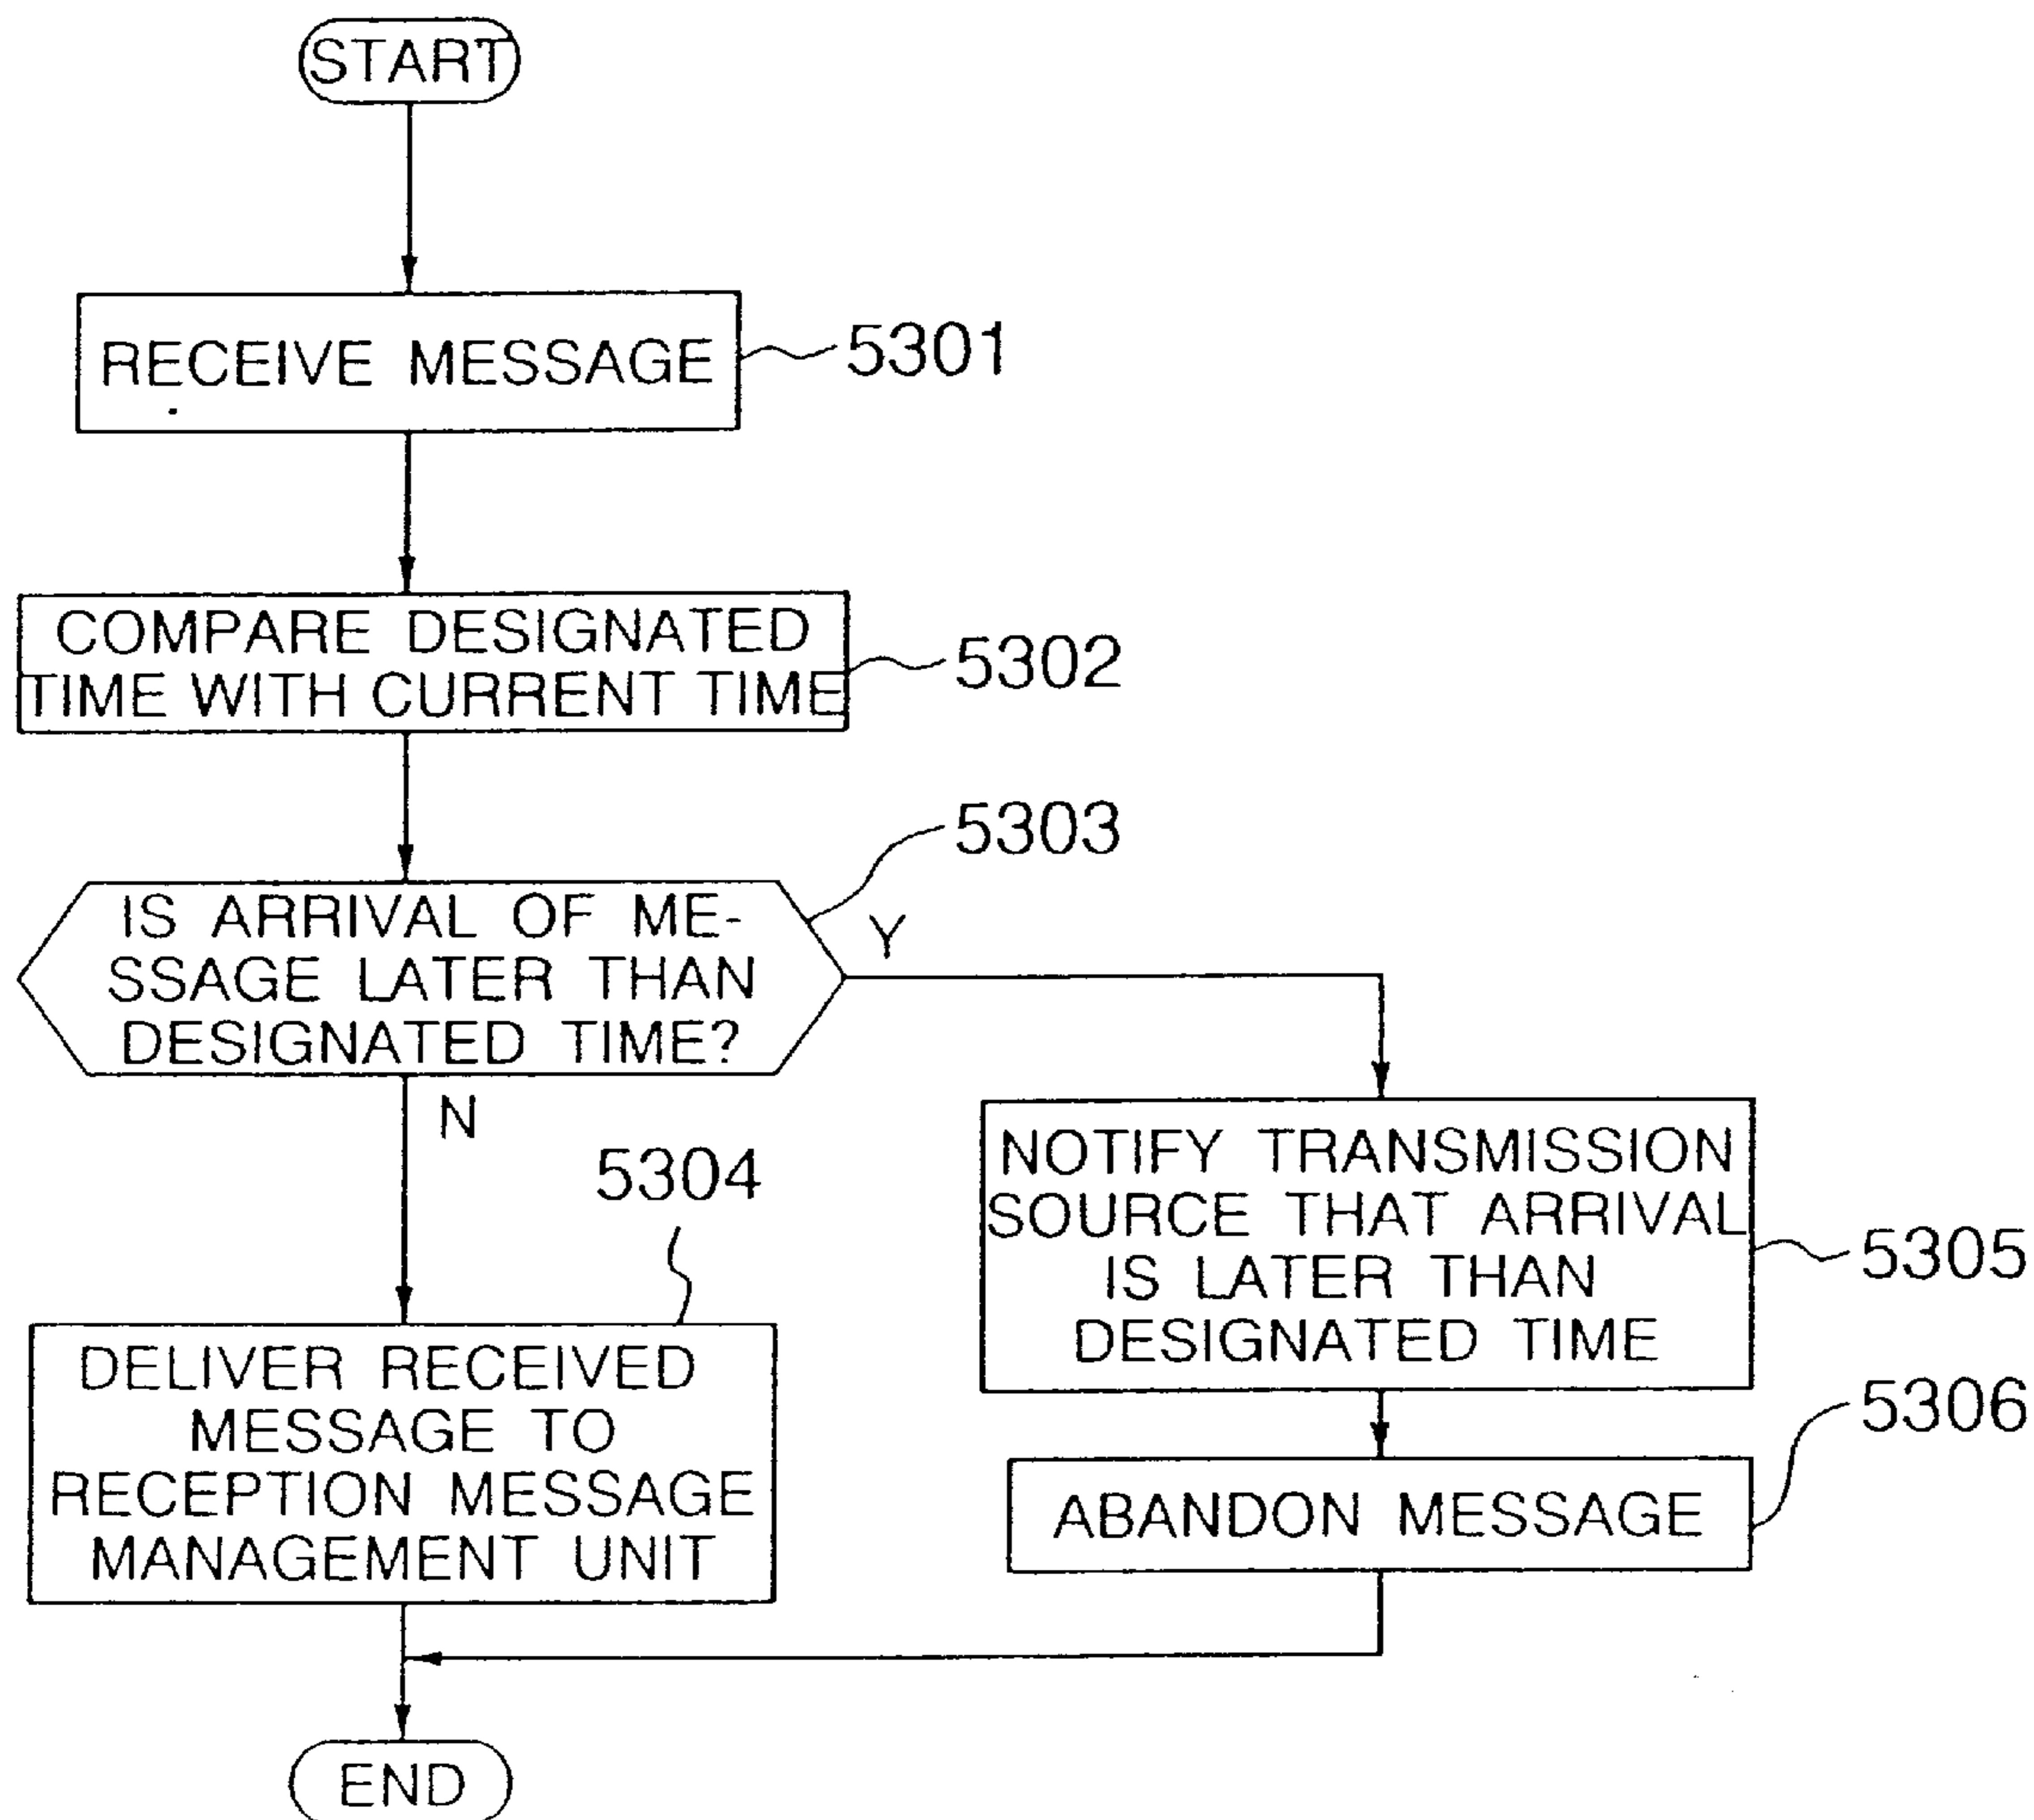 START
RECEIVE MESSAGE
5301
COMPARE DESIGNATED
TIME WITH CURRENT TIME
5302
5303
IS ARRIVAL OF ME-
SSAGE LATER THAN
DESIGNATED TIME?
Y
N
5304
DELIVER RECEIVED
MESSAGE TO
RECEPTION MESSAGE
MANAGEMENT UNIT
NOTIFY TRANSMISSION
SOURCE THAT ARRIVAL
IS LATER THAN
DESIGNATED TIME
5305
5306
ABANDON MESSAGE
END